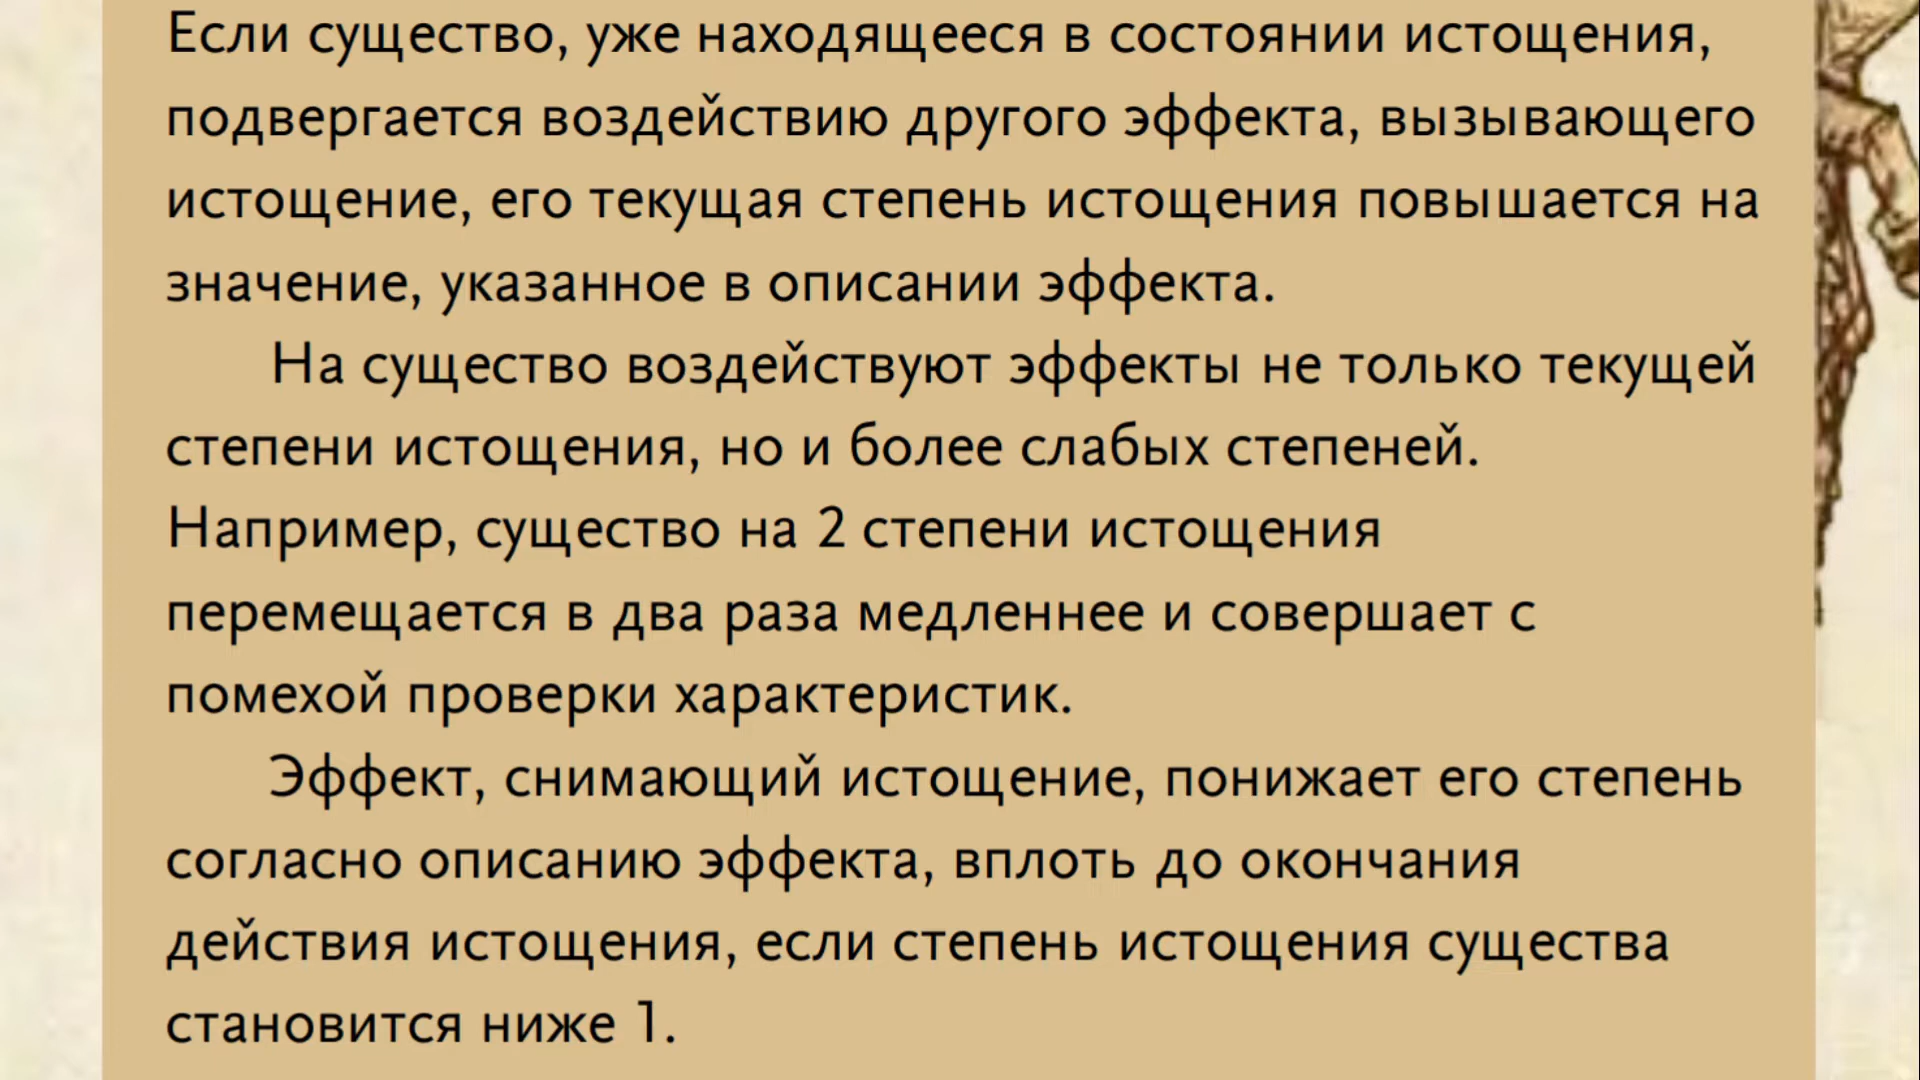 Если существо, уже находящееся в состоянии истощения,
подвергается воздействию другого эффекта, вызывающего
истощение, его текущая степень истощения повышается на
значение, указанное в описании эффекта.
На существо воздействуют эффекты не только текущей
степени истощения, но и более слабых степеней.
Например, существо на 2 степени истощения
перемещается в два раза медленнее и совершает с
помехой проверки характеристик.
Эффект, снимающий истощение, понижает его степень
согласно описанию эффекта, вплоть до окончания
действия истощения, если степень истощения существа
становится ниже 1.